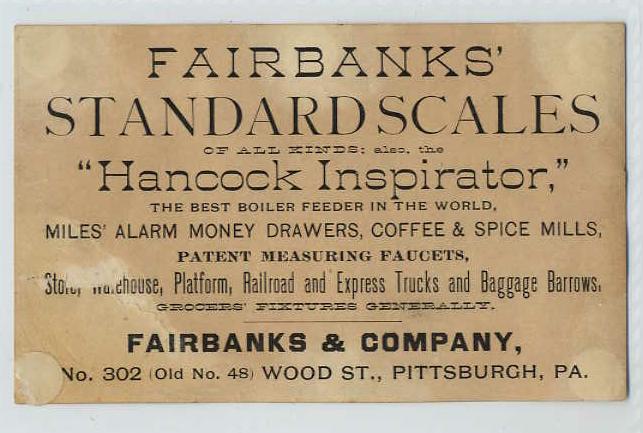 FAIRBANKS'
STANDARD SCALES
OF ALL KINDS; also, the
"Hancock Inspirator,"
THE BEST BOILER FEEDER IN THE WORLD,
MILES' ALARM MONEY DRAWERS, COFFEE & SPICE MILLS,
PATENT MEASURING FAUCETS,
Store, Warehouse, Platform, Railroad and Express Trucks and Baggage Barrows.
GROCERS' FIXTURES GENERALLY.
FAIRBANKS & COMPANY,
No. 302 (Old No. 48) WOOD ST., PITTSBURGH, PA.